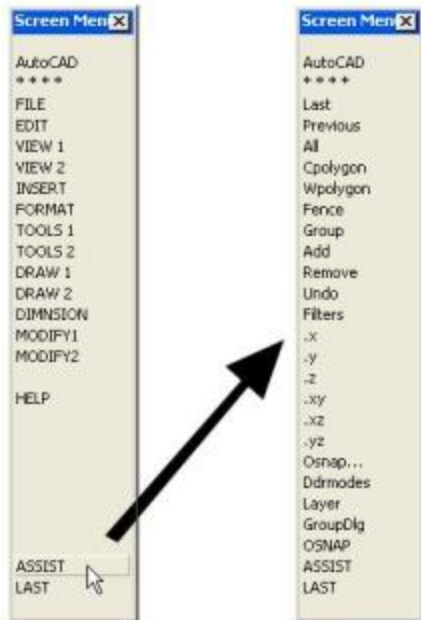 Screen Men
AutoCAD
****
FILE
EDIT
VIEW 1
VIEW 2
INSERT
FORMAT
TOOLS 1
TOOLS 2
DRAW 1
DRAW 2
DIMNSION
MODIFY1
MODIFY2
HELP
ASSIST
LAST
Screen Men
AutoCAD
****
Last
Previous
All
Cpolygon
Wpolygon
Fence
Group
Add
Remove
Undo
Filters
.x
.y
.z
.xy
.xz
.yz
Osnap...
Ddrmodes
Layer
GroupDlg
OSNAP
ASSIST
LAST